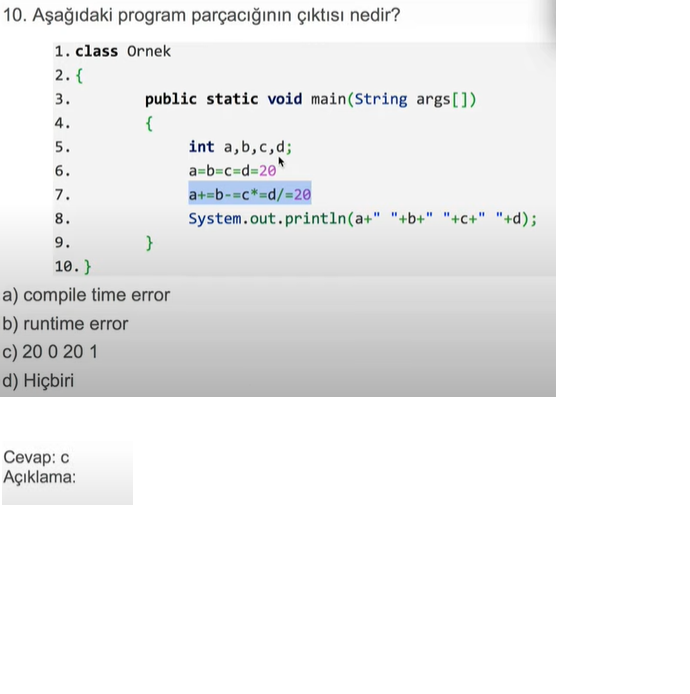 10. Aşağıdaki program parçacığının çıktısı nedir?
1. class Ornek
2. {
3. public static void main(String args[])
4. {
5. int a,b,c,d;
6. a=b=c=d=20
7. a+=b-=c*=d/=20
8. System.out.println(a+" "+b+" "+c+" "+d);
9. }
10. }
a) compile time error
b) runtime error
c) 20 0 20 1
d) Hiçbiri
Cevap: c
Açıklama: